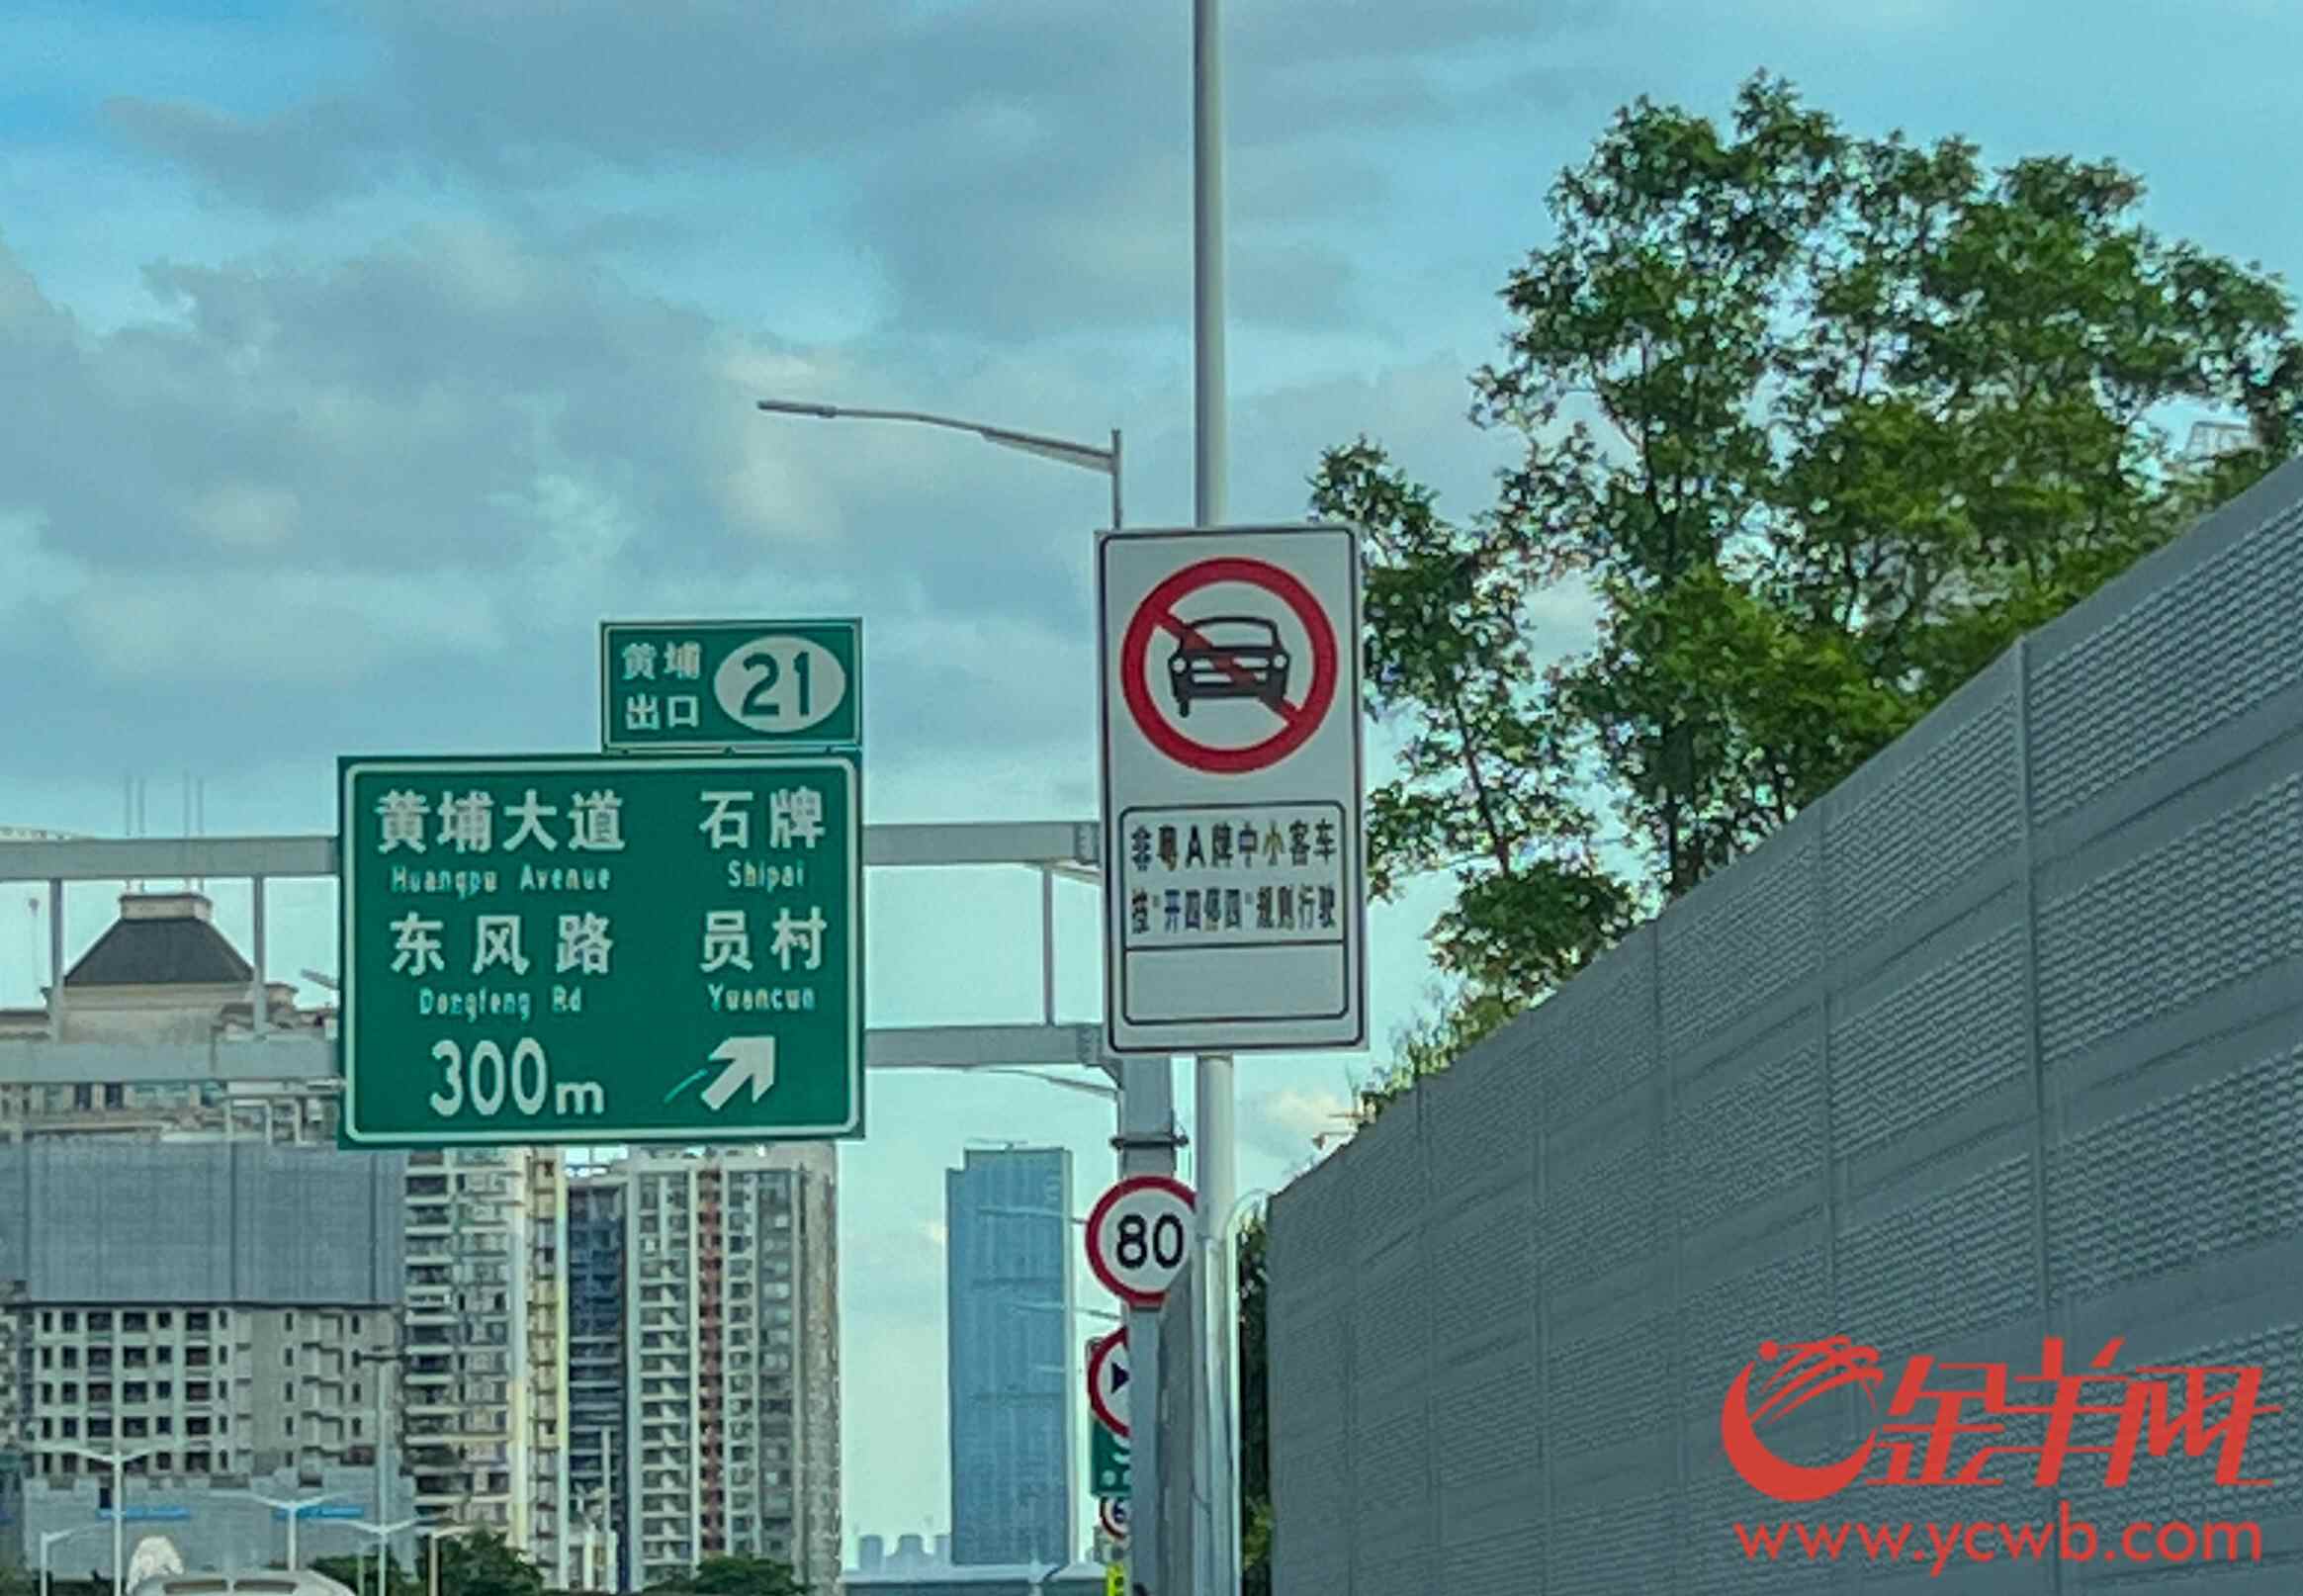 黄埔
出口 21
黄埔大道 石牌
Huangpu Avenue Shipai
东风路 员村
Dongfeng Rd Yuancun
300m
非粤A牌中小客车
按"开四停四"规则行驶
80
金羊网
www.ycwb.com